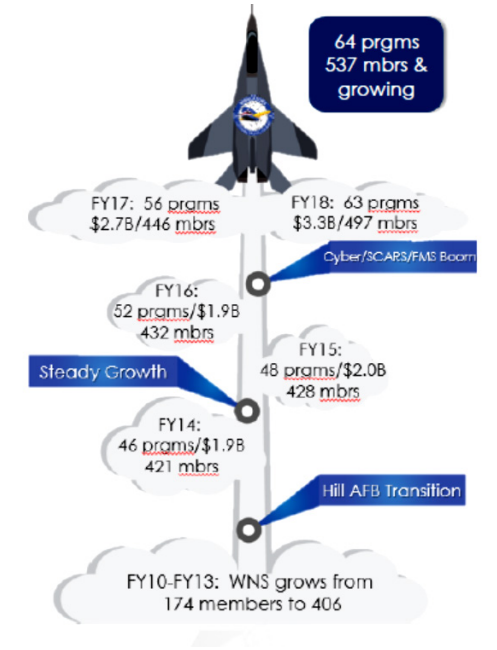 64 prgms
537 mbrs &
growing
FY17: 56 prgms
$2.7B/446 mbrs
FY18: 63 prgms
$3.3B/497 mbrs
Cyber/SCARS/FMS Boom
FY16:
52 prgms/$1.9B
432 mbrs
FY15:
48 prgms/$2.0B
428 mbrs
Steady Growth
FY14:
46 prgms/$1.9B
421 mbrs
Hill AFB Transition
FY10-FY13: WNS grows from
174 members to 406